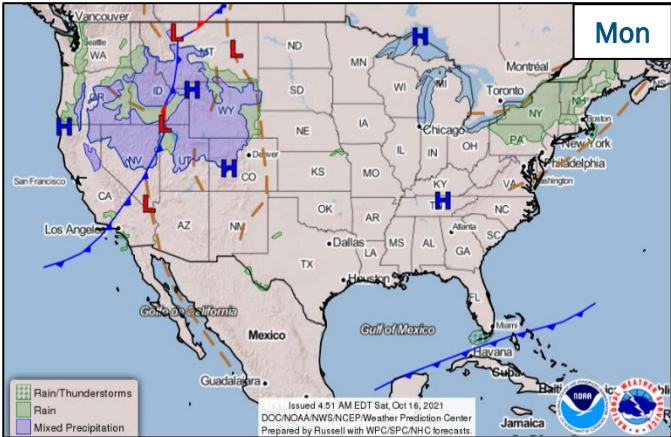 Mon
Vancouver
Seattle
WA
MT
ND
MN
Montréal
OR
ID
WY
SD
WI
MI
Toronto
NY
NH
Boston
New York
PA
Philadelphia
Washington
Chicago
IA
NE
IL
IN
OH
NV
UT
Denver
CO
KS
MO
KY
VA
San Francisco
CA
Los Angeles
AZ
NM
OK
AR
TN
NC
SC
Atlanta
GA
AL
MS
LA
Dallas
TX
Houston
FL
Miami
Golfo de California
Mexico
Gulf of Mexico
Havana
Cuba
Guadalajara
Jamaica
H
H
H
H
H
L
L
L
L
Rain/Thunderstorms
Rain
Mixed Precipitation
Issued 4:51 AM EDT Sat, Oct 16, 2021
DOC/NOAA/NWS/NCEP/Weather Prediction Center
Prepared by Russell with WPC/SPC/NHC forecasts.
NOAA